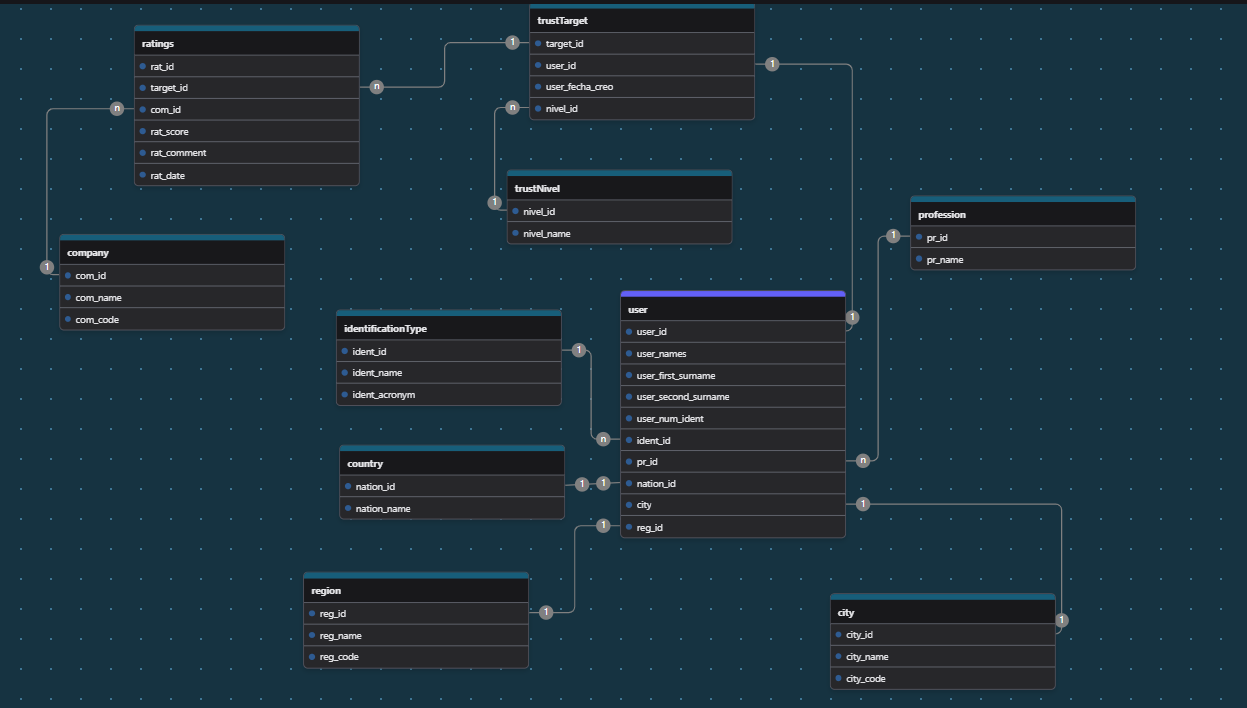 ratings
rat_id
target_id
com_id
rat_score
rat_comment
rat_date
n
n
1
trustTarget
target_id
user_id
user_fecha_creo
nivel_id
1
n
1
trustNivel
nivel_id
nivel_name
1
company
com_id
com_name
com_code
profession
pr_id
pr_name
1
identificationType
ident_id
ident_name
ident_acronym
1
n
user
user_id
user_names
user_first_surname
user_second_surname
user_num_ident
ident_id
pr_id
nation_id
city
reg_id
1
n
1
country
nation_id
nation_name
1
1
1
region
reg_id
reg_name
reg_code
1
city
city_id
city_name
city_code
1